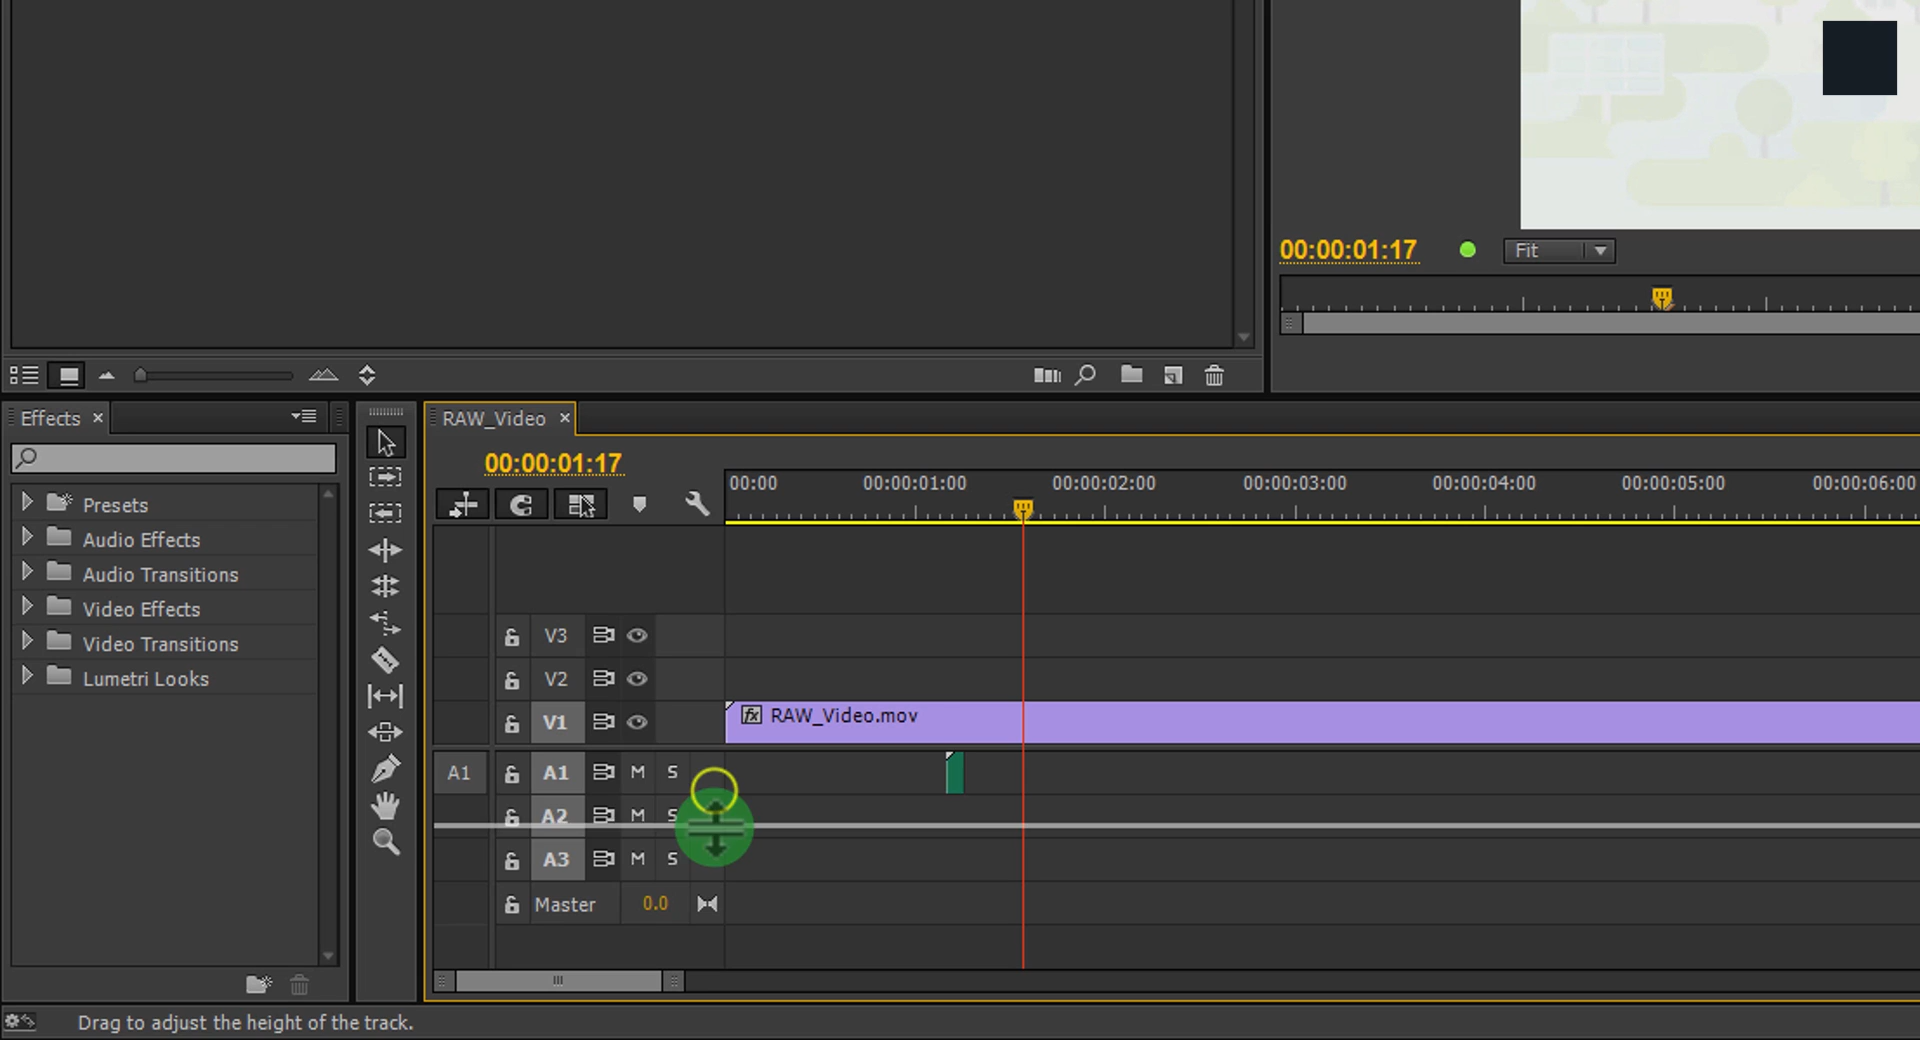 00:00:01:17
Fit
Effects ×
RAW_Video ×
00:00:01:17
00:00 00:00:01:00 00:00:02:00 00:00:03:00 00:00:04:00 00:00:05:00 00:00:06:00
Presets
Audio Effects
Audio Transitions
Video Effects
Video Transitions
Lumetri Looks
V3
V2
V1
fx RAW_Video.mov
A1 A1 M S
A2 M S
A3 M S
Master 0.0
Drag to adjust the height of the track.